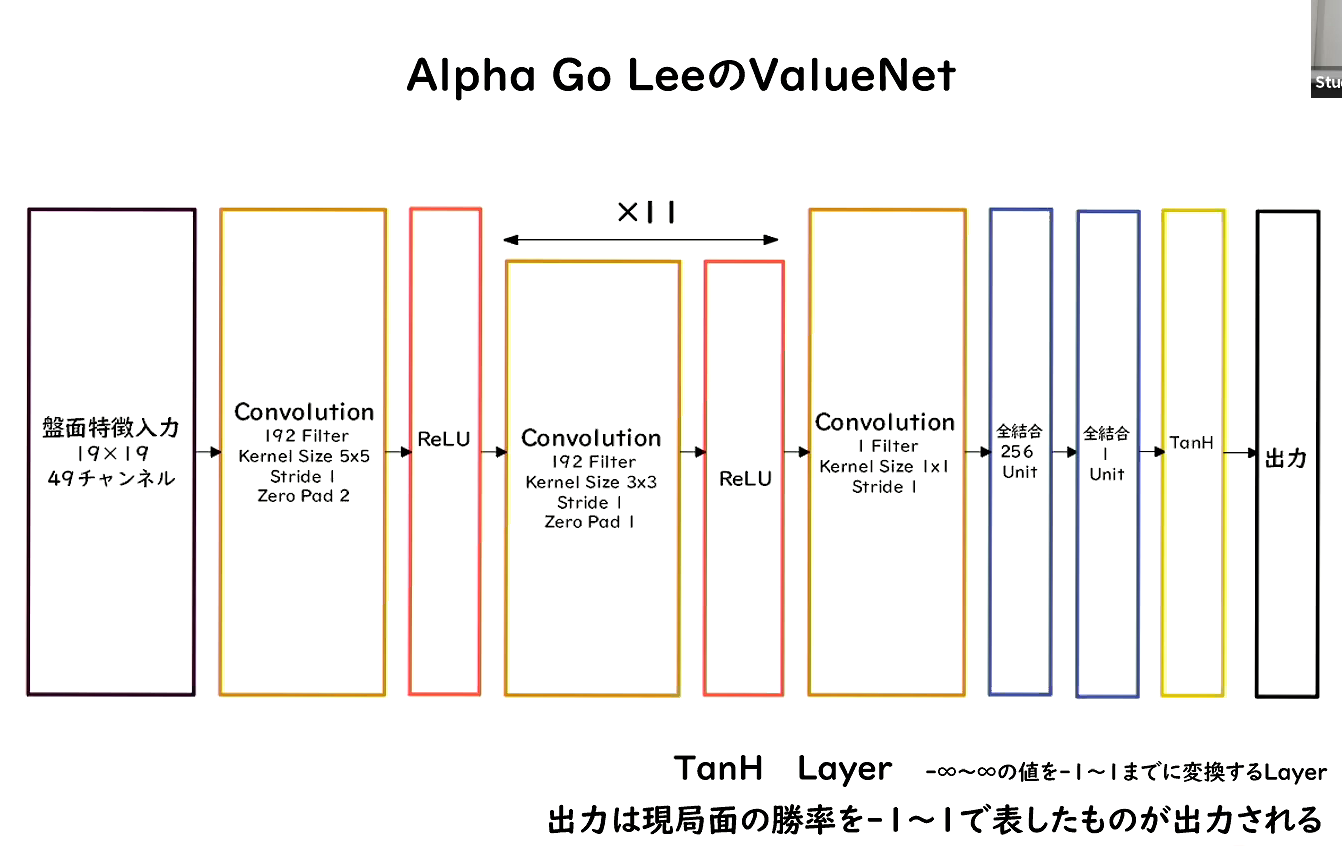 Alpha Go LeeのValueNet
Stu
×11
盤面特徴入力
19×19
49チャンネル
Convolution
192 Filter
Kernel Size 5x5
Stride 1
Zero Pad 2
ReLU
Convolution
192 Filter
Kernel Size 3x3
Stride 1
Zero Pad 1
ReLU
Convolution
1 Filter
Kernel Size 1x1
Stride 1
全結合
256
Unit
全結合
1
Unit
TanH
出力
TanH Layer -∞~∞の値を-1~1までに変換するLayer
出力は現局面の勝率を-1~1で表したものが出力される